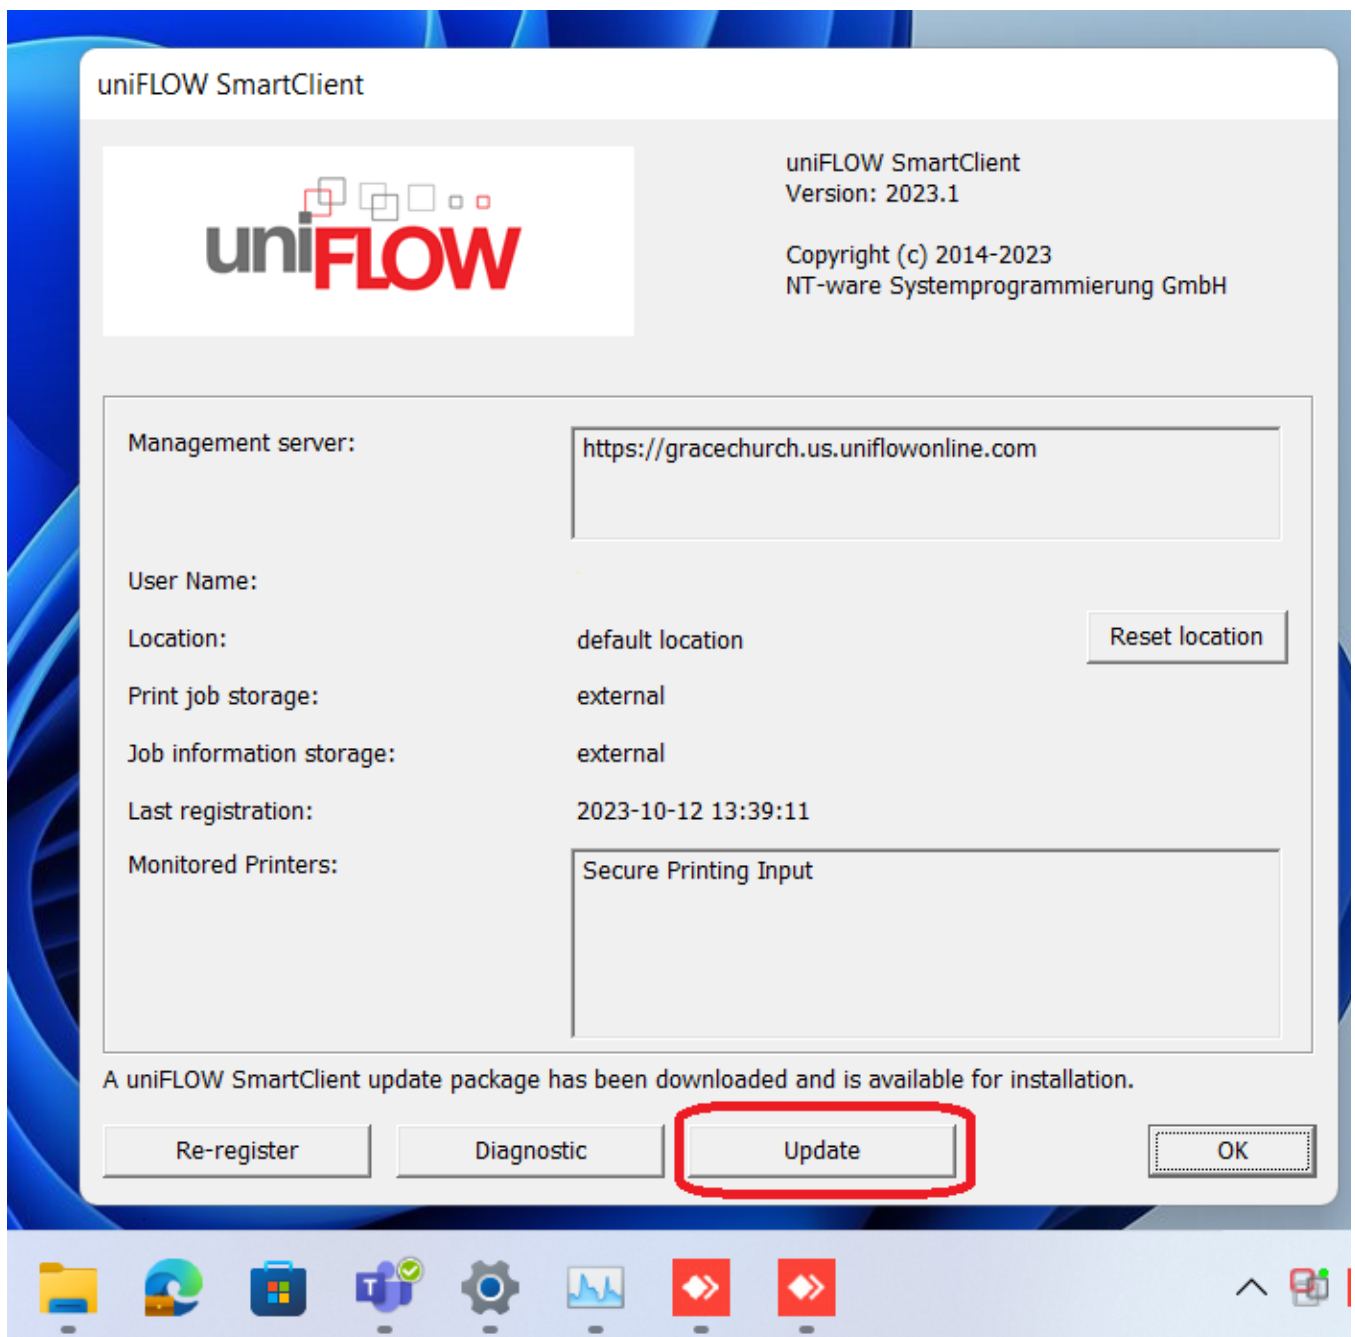 uniFLOW SmartClient
uniFLOW
uniFLOW SmartClient
Version: 2023.1
Copyright (c) 2014-2023
NT-ware Systemprogrammierung GmbH
Management server:
https://gracechurch.us.uniflowonline.com
User Name:
Location:
default location
Reset location
Print job storage:
external
Job information storage:
external
Last registration:
2023-10-12 13:39:11
Monitored Printers:
Secure Printing Input
A uniFLOW SmartClient update package has been downloaded and is available for installation.
Re-register
Diagnostic
Update
OK
T